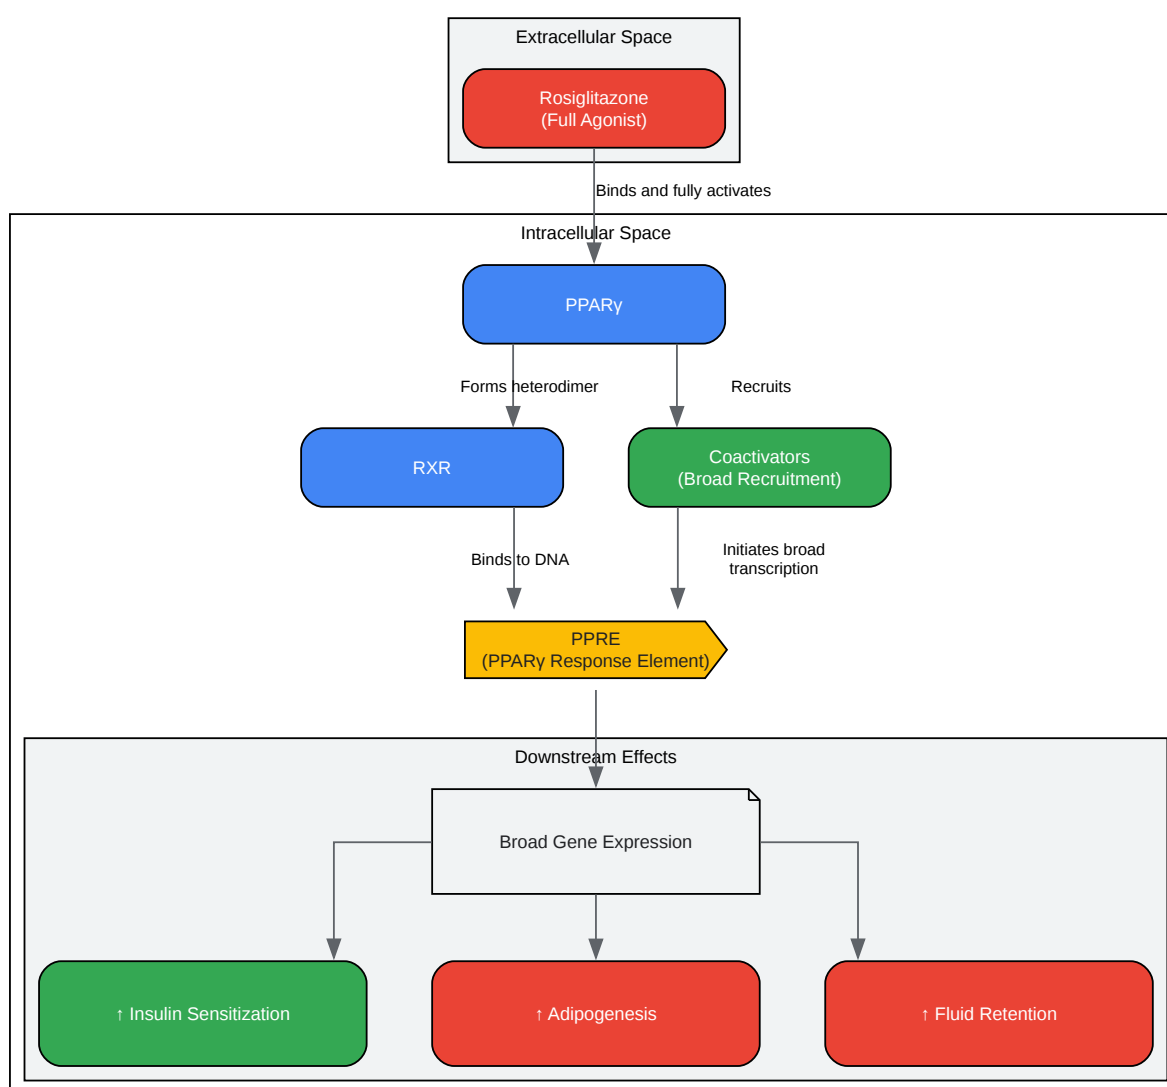 Extracellular Space
Rosiglitazone
(Full Agonist)
Binds and fully activates
Intracellular Space
PPARγ
Forms heterodimer
Recruits
RXR
Coactivators
(Broad Recruitment)
Binds to DNA
Initiates broad
transcription
PPRE
(PPARγ Response Element)
Downstream Effects
Broad Gene Expression
↑ Insulin Sensitization
↑ Adipogenesis
↑ Fluid Retention